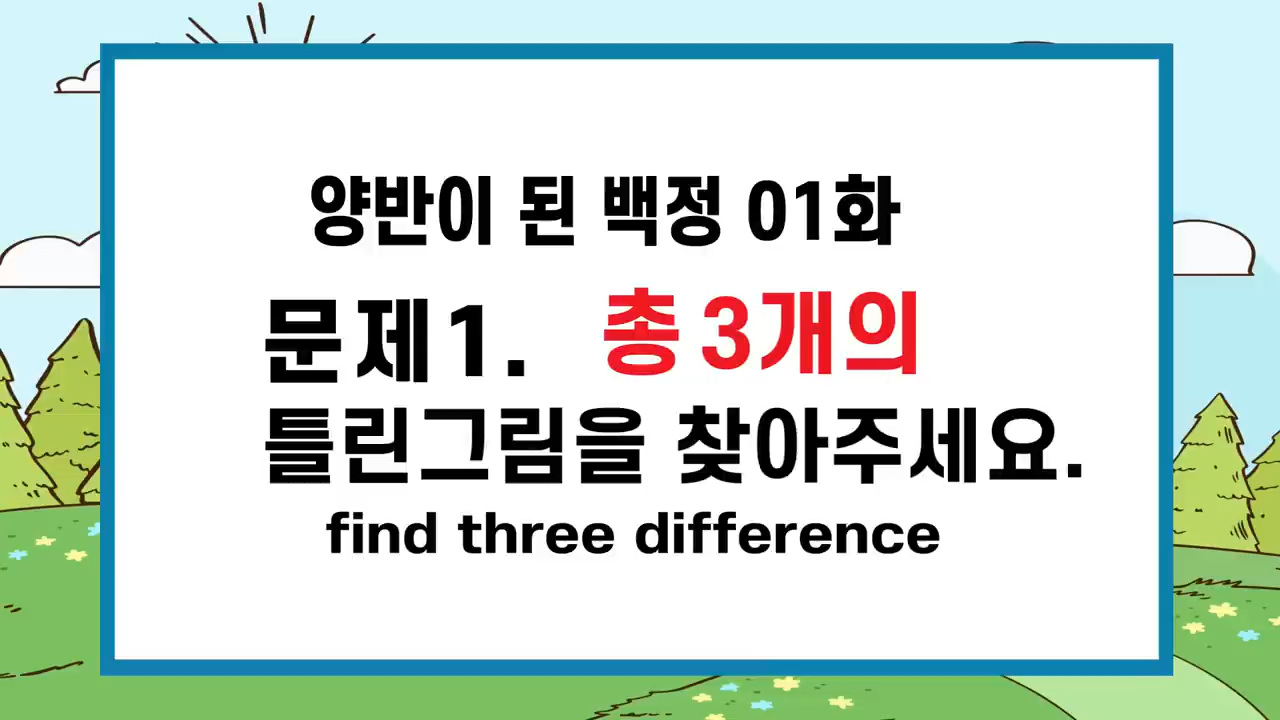 양반이 된 백정 01화
문제1. 총 3개의
틀린그림을 찾아주세요.
find three difference